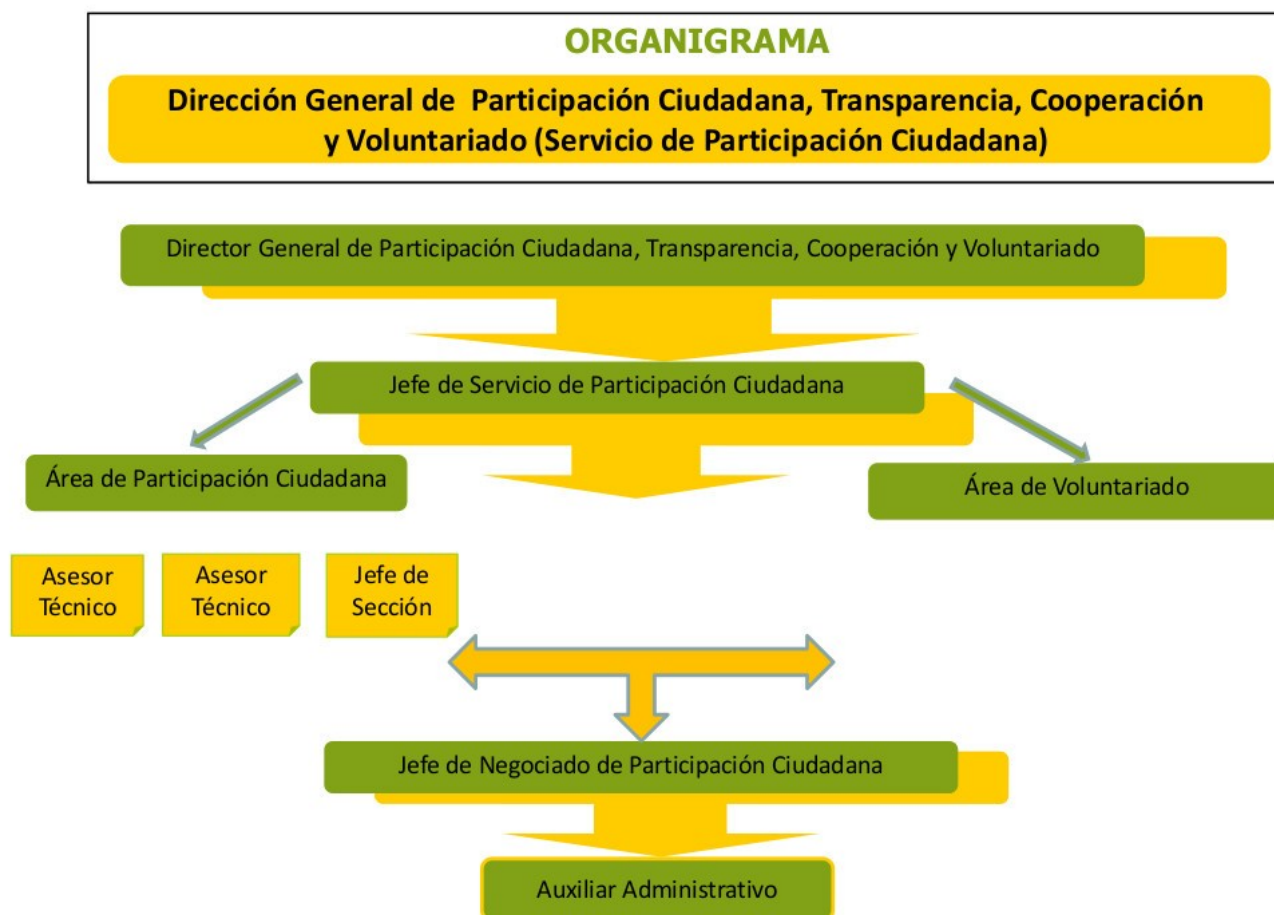 ORGANIGRAMA
Dirección General de Participación Ciudadana, Transparencia, Cooperación
y Voluntariado (Servicio de Participación Ciudadana)
Director General de Participación Ciudadana, Transparencia, Cooperación y Voluntariado
Jefe de Servicio de Participación Ciudadana
Área de Participación Ciudadana
Área de Voluntariado
Asesor
Técnico
Asesor
Técnico
Jefe de
Sección
Jefe de Negociado de Participación Ciudadana
Auxiliar Administrativo